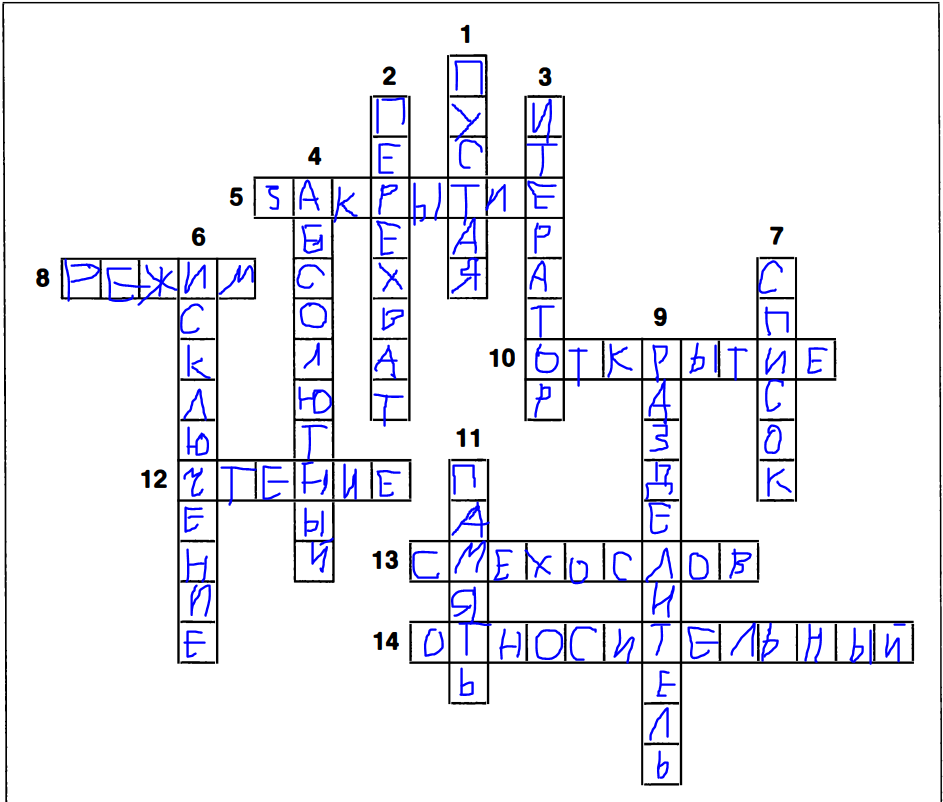 1 ПУСТАЯ
2 ПЕРЕХВАТ
3 ИТЕРАТОР
4 АБСОЛЮТНЫЙ
5 ЗАКРЫТИЕ
6 ИСКЛЮЧЕНИЕ
7 СПИСОК
8 РЕЖИМ
9 РАЗДЕЛИТЕЛЬ
10 ОТКРЫТИЕ
11 ПАМЯТЬ
12 ЧТЕНИЕ
13 СМЕХОСЛОВ
14 ОТНОСИТЕЛЬНЫЙ